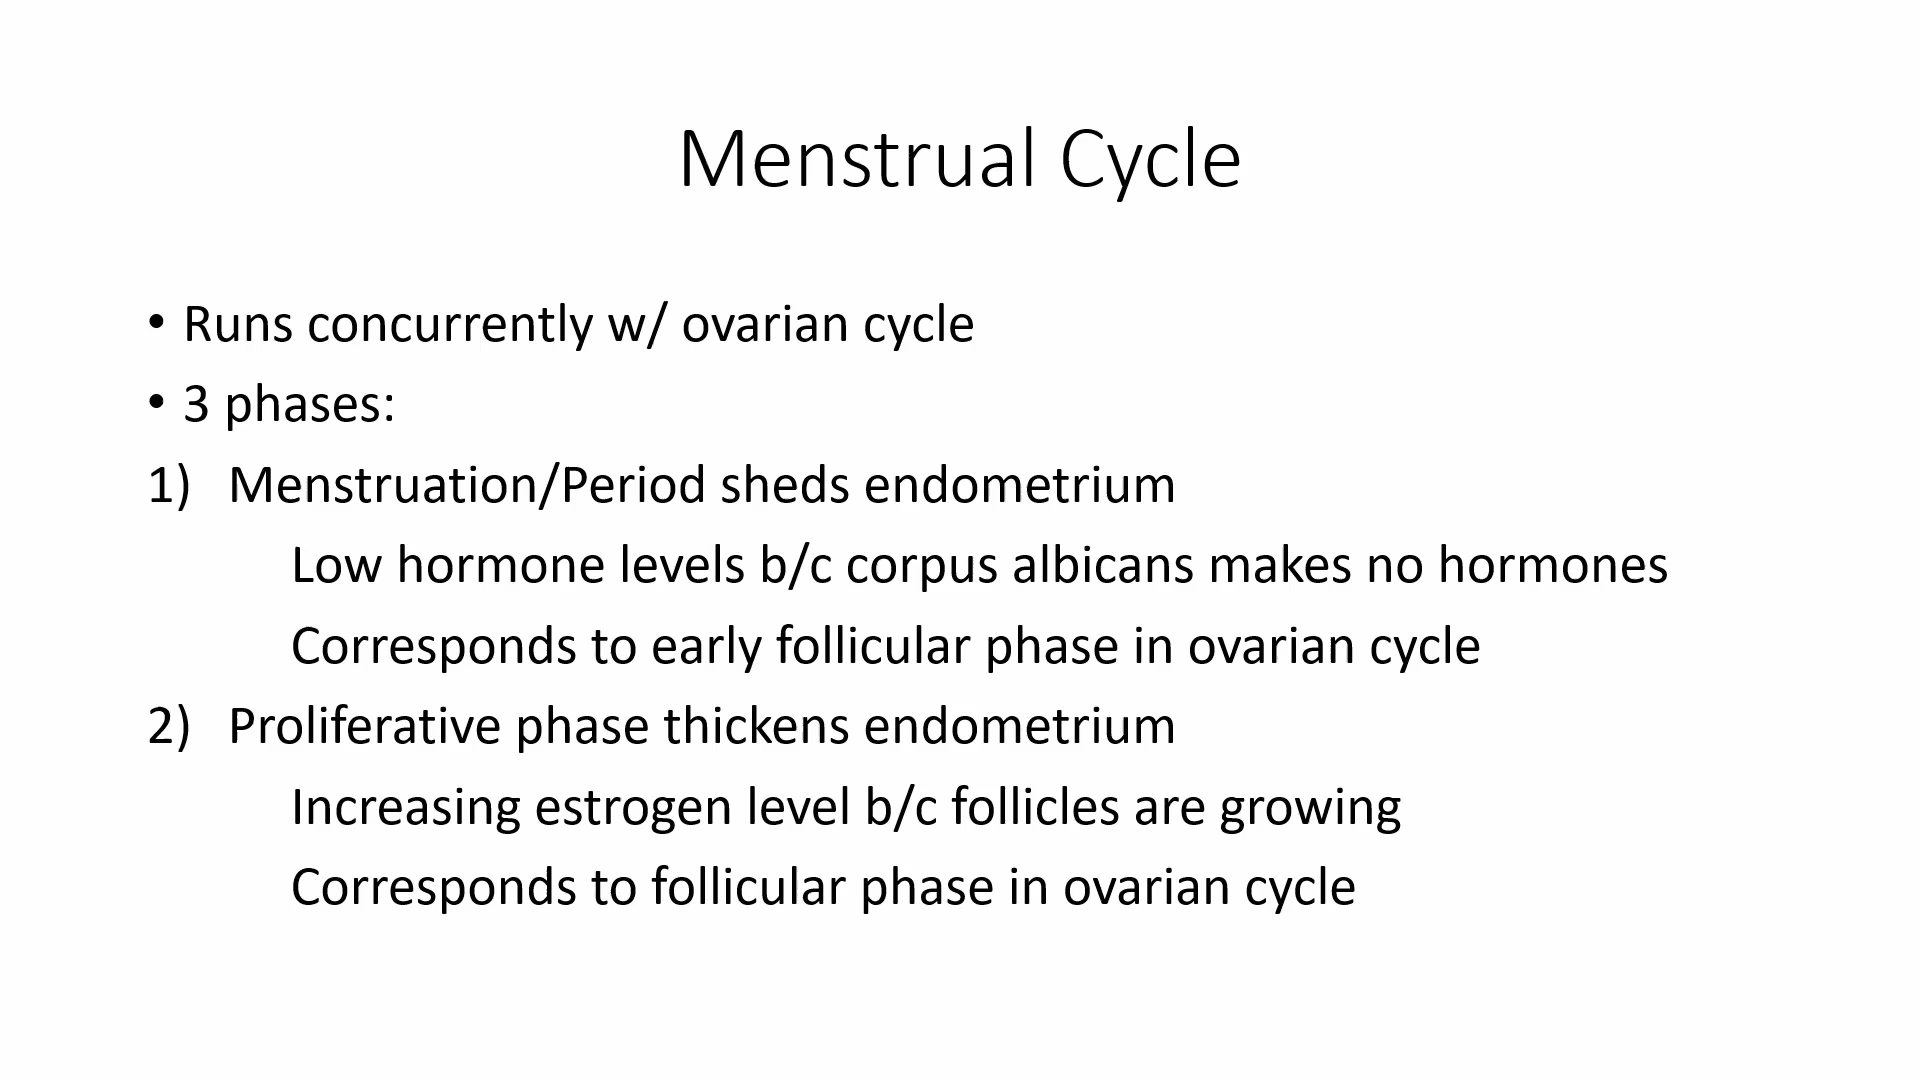 Menstrual Cycle
• Runs concurrently w/ ovarian cycle
• 3 phases:
1) Menstruation/Period sheds endometrium
Low hormone levels b/c corpus albicans makes no hormones
Corresponds to early follicular phase in ovarian cycle
2) Proliferative phase thickens endometrium
Increasing estrogen level b/c follicles are growing
Corresponds to follicular phase in ovarian cycle